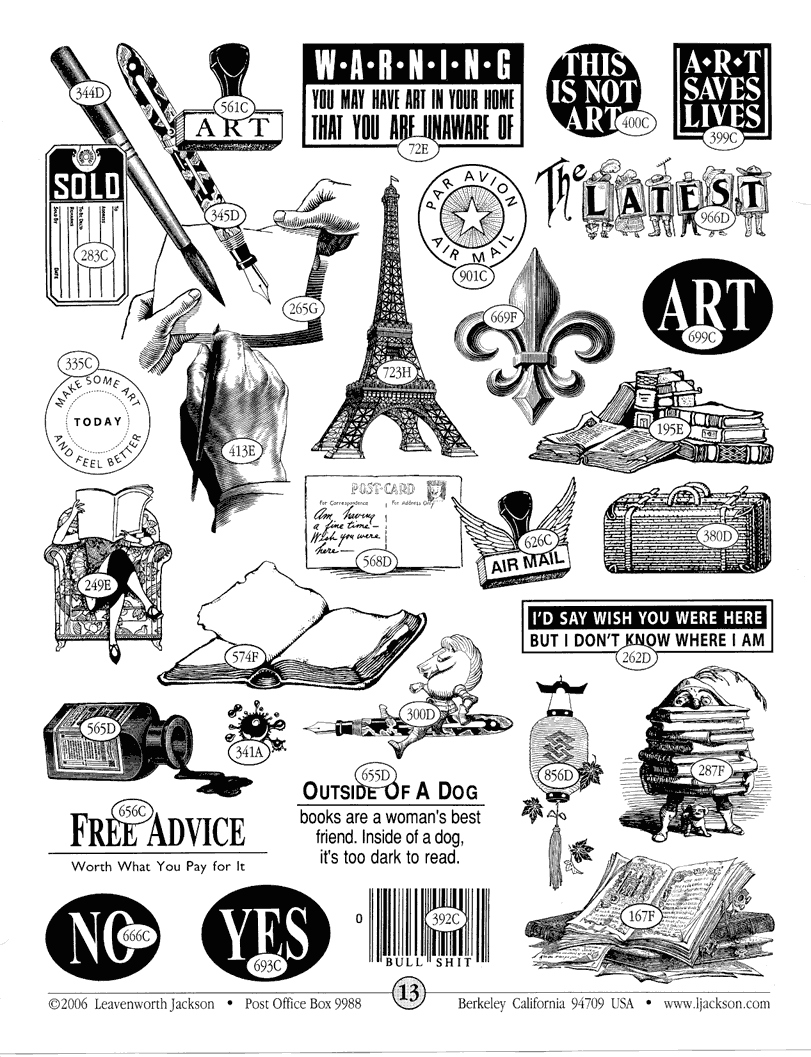 344D
561C
ART
W•A•R•N•I•N•G
YOU MAY HAVE ART IN YOUR HOME
THAT YOU ARE UNAWARE OF
72E
THIS
IS NOT
ART
400C
A•R•T
SAVES
LIVES
399C
SOLD
283C
345D
265G
PAR AVION
AIR MAIL
901C
The LATEST
966D
669F
ART
699C
335C
MAKE SOME ART
TODAY
AND FEEL BETTER
413E
723H
195E
249E
POST-CARD
For Correspondence
For Address Only
Am having
a fine time—
Wish you were
here—
568D
626C
AIR MAIL
380D
574F
I'D SAY WISH YOU WERE HERE
BUT I DON'T KNOW WHERE I AM
262D
565D
341A
300D
856D
287F
655D
OUTSIDE OF A DOG
books are a woman's best
friend. Inside of a dog,
it's too dark to read.
656C
FREE ADVICE
Worth What You Pay for It
NO
666C
YES
693C
0
392C
BULL SHIT
167F
©2006 Leavenworth Jackson • Post Office Box 9988
13
Berkeley California 94709 USA • www.ljackson.com